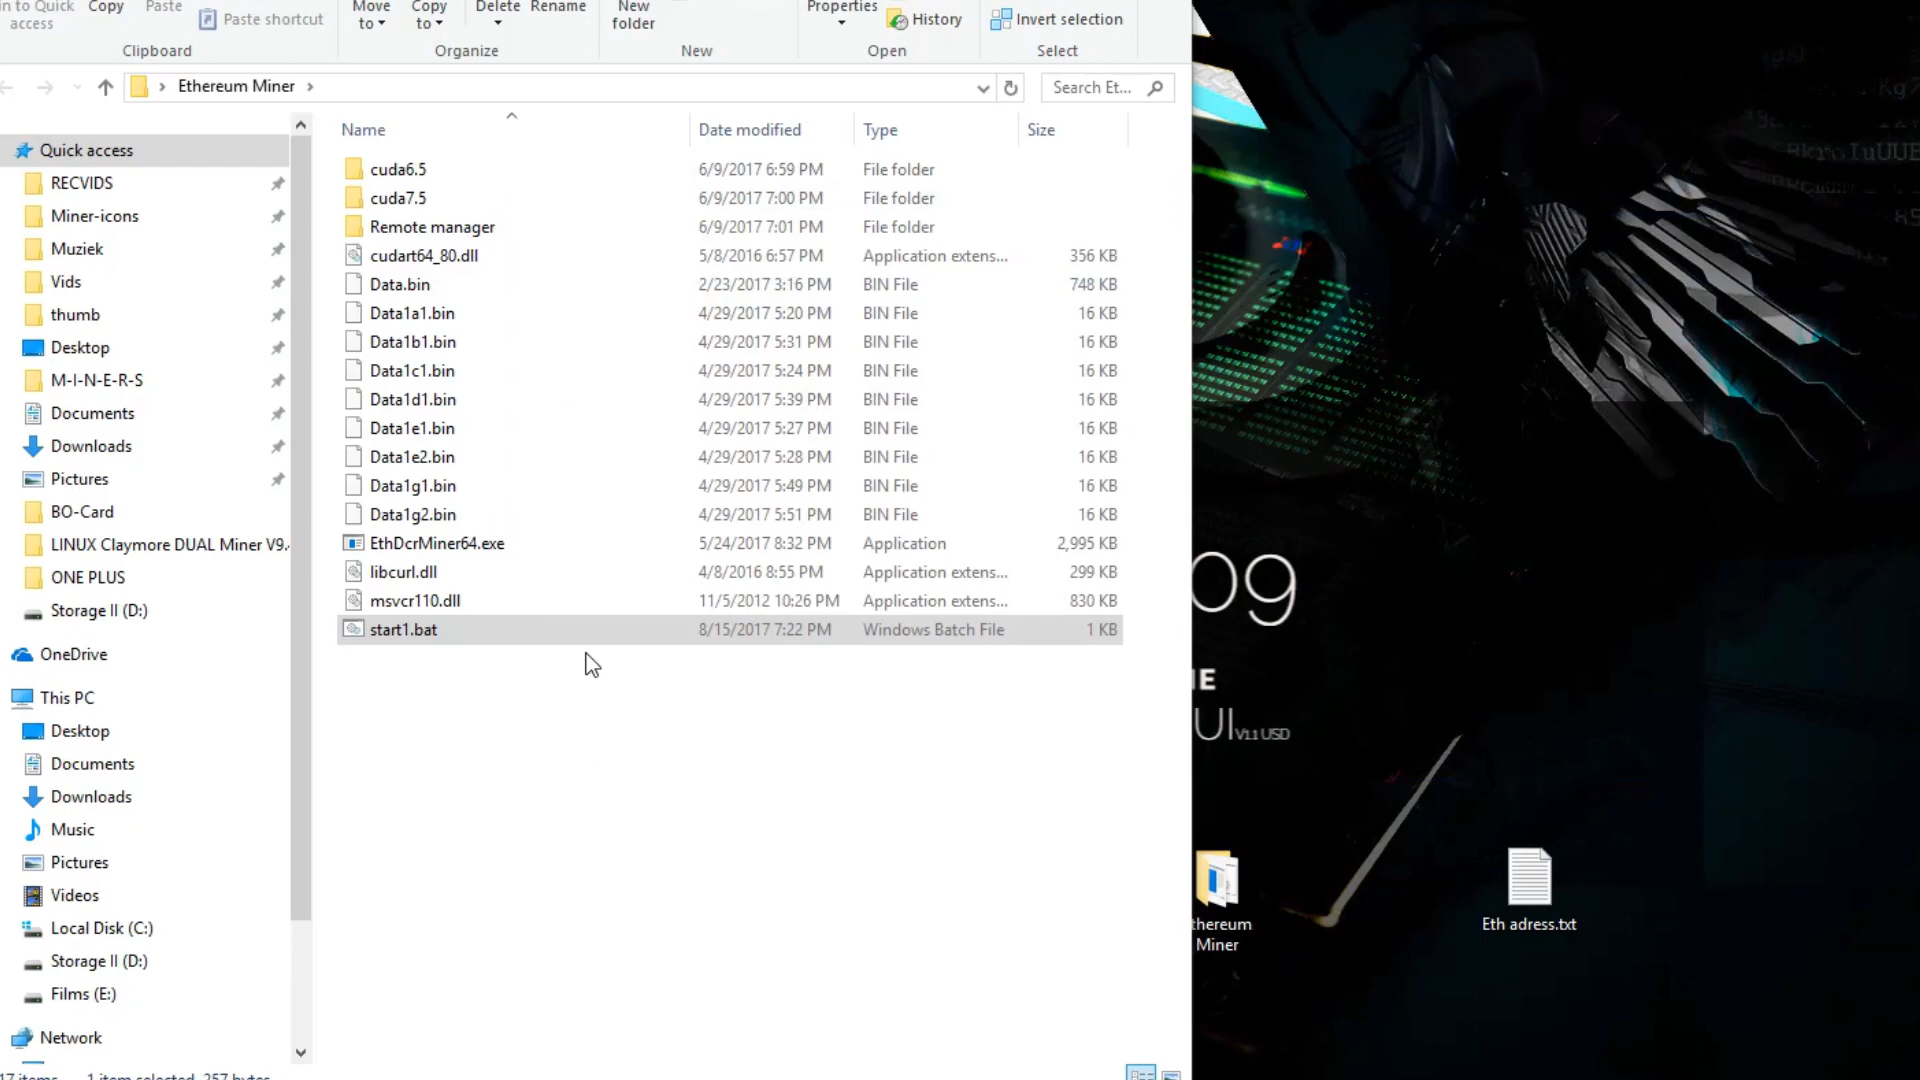 in to Quick access
Copy
Paste
Paste shortcut
Clipboard
Move to
Copy to
Delete
Rename
Organize
New folder
New
Properties
History
Open
Invert selection
Select
Ethereum Miner
Search Et...
Name
Date modified
Type
Size
cuda6.5 6/9/2017 6:59 PM File folder
cuda7.5 6/9/2017 7:00 PM File folder
Remote manager 6/9/2017 7:01 PM File folder
cudart64_80.dll 5/8/2016 6:57 PM Application extens... 356 KB
Data.bin 2/23/2017 3:16 PM BIN File 748 KB
Data1a1.bin 4/29/2017 5:20 PM BIN File 16 KB
Data1b1.bin 4/29/2017 5:31 PM BIN File 16 KB
Data1c1.bin 4/29/2017 5:24 PM BIN File 16 KB
Data1d1.bin 4/29/2017 5:39 PM BIN File 16 KB
Data1e1.bin 4/29/2017 5:27 PM BIN File 16 KB
Data1e2.bin 4/29/2017 5:28 PM BIN File 16 KB
Data1g1.bin 4/29/2017 5:49 PM BIN File 16 KB
Data1g2.bin 4/29/2017 5:51 PM BIN File 16 KB
EthDcrMiner64.exe 5/24/2017 8:32 PM Application 2,995 KB
libcurl.dll 4/8/2016 8:55 PM Application extens... 299 KB
msvcr110.dll 11/5/2012 10:26 PM Application extens... 830 KB
start1.bat 8/15/2017 7:22 PM Windows Batch File 1 KB
Quick access
RECVIDS
Miner-icons
Muziek
Vids
thumb
Desktop
M-I-N-E-R-S
Documents
Downloads
Pictures
BO-Card
LINUX Claymore DUAL Miner V9.
ONE PLUS
Storage II (D:)
OneDrive
This PC
Desktop
Documents
Downloads
Music
Pictures
Videos
Local Disk (C:)
Storage II (D:)
Films (E:)
Network
17 items 1 item selected 257 bytes
09
IE
UI V1.1 USD
thereum
Miner
Eth adress.txt